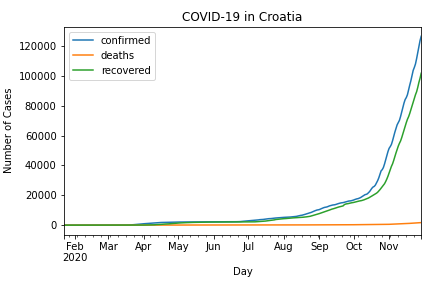 COVID-19 in Croatia
confirmed
deaths
recovered
Number of Cases
120000
100000
80000
60000
40000
20000
0
Feb Mar Apr May Jun Jul Aug Sep Oct Nov
2020
Day